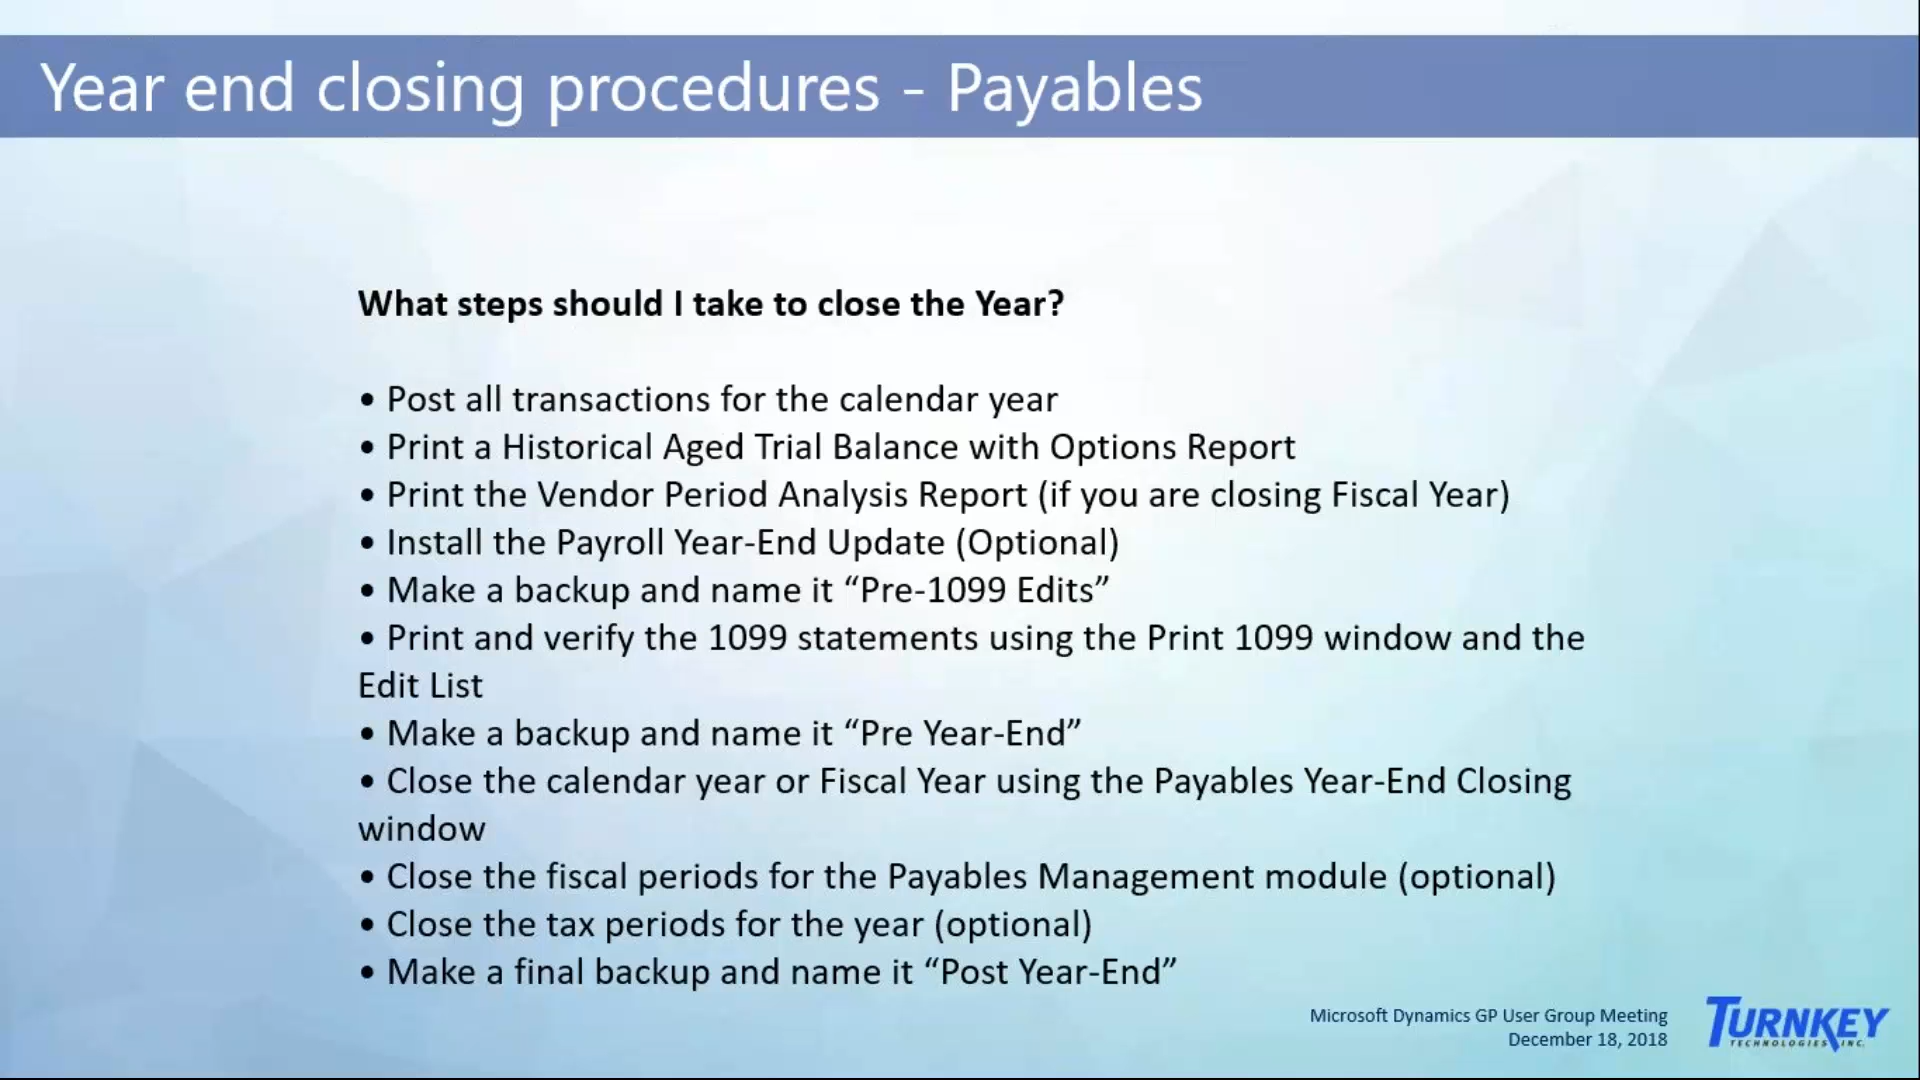 Year end closing procedures - Payables
What steps should I take to close the Year?
• Post all transactions for the calendar year
• Print a Historical Aged Trial Balance with Options Report
• Print the Vendor Period Analysis Report (if you are closing Fiscal Year)
• Install the Payroll Year-End Update (Optional)
• Make a backup and name it “Pre-1099 Edits”
• Print and verify the 1099 statements using the Print 1099 window and the
Edit List
• Make a backup and name it “Pre Year-End”
• Close the calendar year or Fiscal Year using the Payables Year-End Closing
window
• Close the fiscal periods for the Payables Management module (optional)
• Close the tax periods for the year (optional)
• Make a final backup and name it “Post Year-End”
Microsoft Dynamics GP User Group Meeting
December 18, 2018
TURNKEY
TECHNOLOGIES, INC.